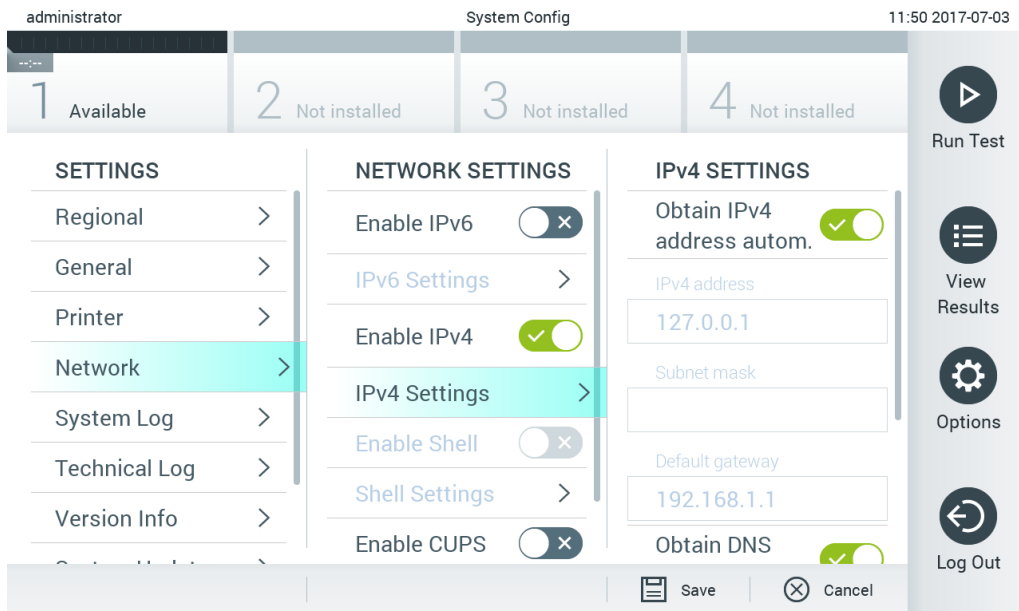 administrator
System Config
11:50 2017-07-03
--:--
1 Available
2 Not installed
3 Not installed
4 Not installed
Run Test
View
Results
Options
Log Out
SETTINGS
Regional
General
Printer
Network
System Log
Technical Log
Version Info
NETWORK SETTINGS
Enable IPv6
IPv6 Settings
Enable IPv4
IPv4 Settings
Enable Shell
Shell Settings
Enable CUPS
IPv4 SETTINGS
Obtain IPv4
address autom.
IPv4 address
127.0.0.1
Subnet mask
Default gateway
192.168.1.1
Obtain DNS
Save
Cancel